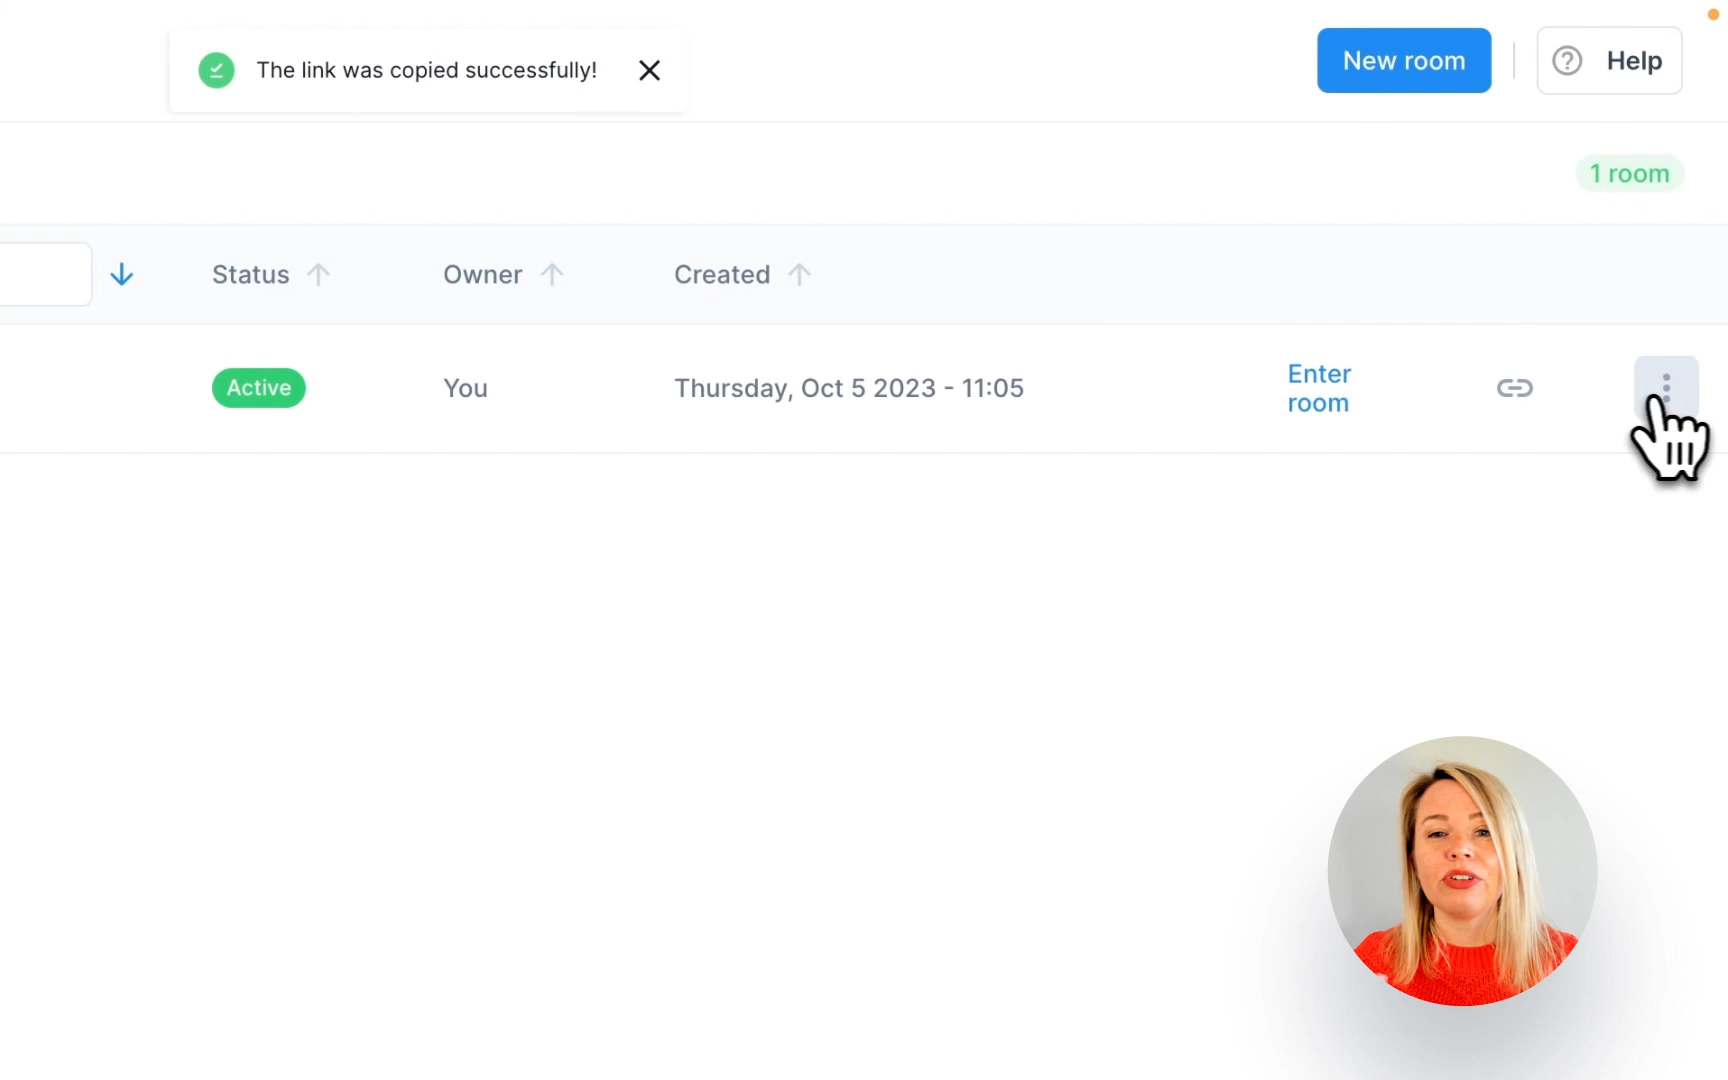 The link was copied successfully!
New room
Help
1 room
Status
Owner
Created
Active
You
Thursday, Oct 5 2023 - 11:05
Enter
room